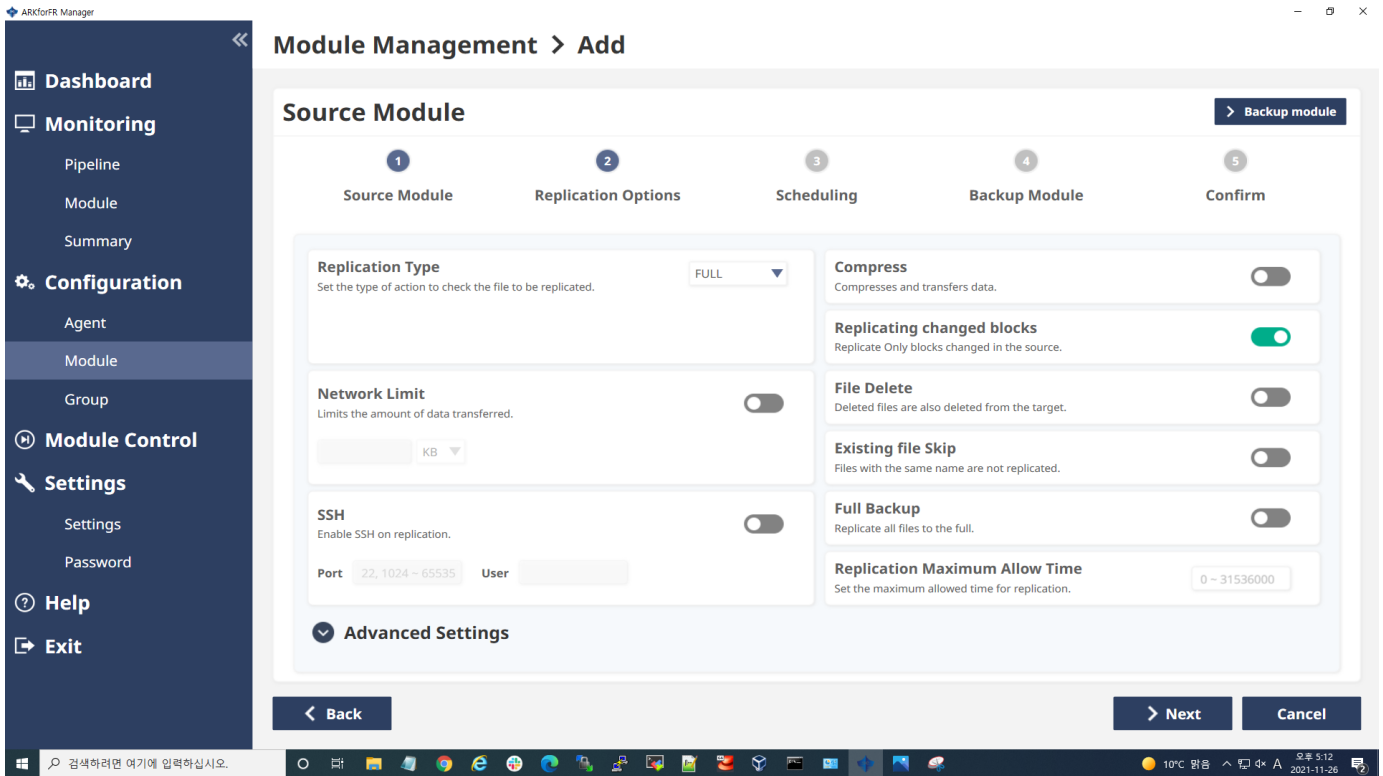 ARKforFR Manager
Module Management > Add
Dashboard
Monitoring
Pipeline
Module
Summary
Configuration
Agent
Module
Group
Module Control
Settings
Settings
Password
Help
Exit
Source Module
Backup module
1
2
3
4
5
Source Module
Replication Options
Scheduling
Backup Module
Confirm
Replication Type
Set the type of action to check the file to be replicated.
FULL
Network Limit
Limits the amount of data transferred.
KB
SSH
Enable SSH on replication.
Port
22, 1024 ~ 65535
User
Compress
Compresses and transfers data.
Replicating changed blocks
Replicate Only blocks changed in the source.
File Delete
Deleted files are also deleted from the target.
Existing file Skip
Files with the same name are not replicated.
Full Backup
Replicate all files to the full.
Replication Maximum Allow Time
Set the maximum allowed time for replication.
0 ~ 31536000
Advanced Settings
Back
Next
Cancel
검색하려면 여기에 입력하십시오.
10°C 맑음
A
오후 5:12
2021-11-26
2